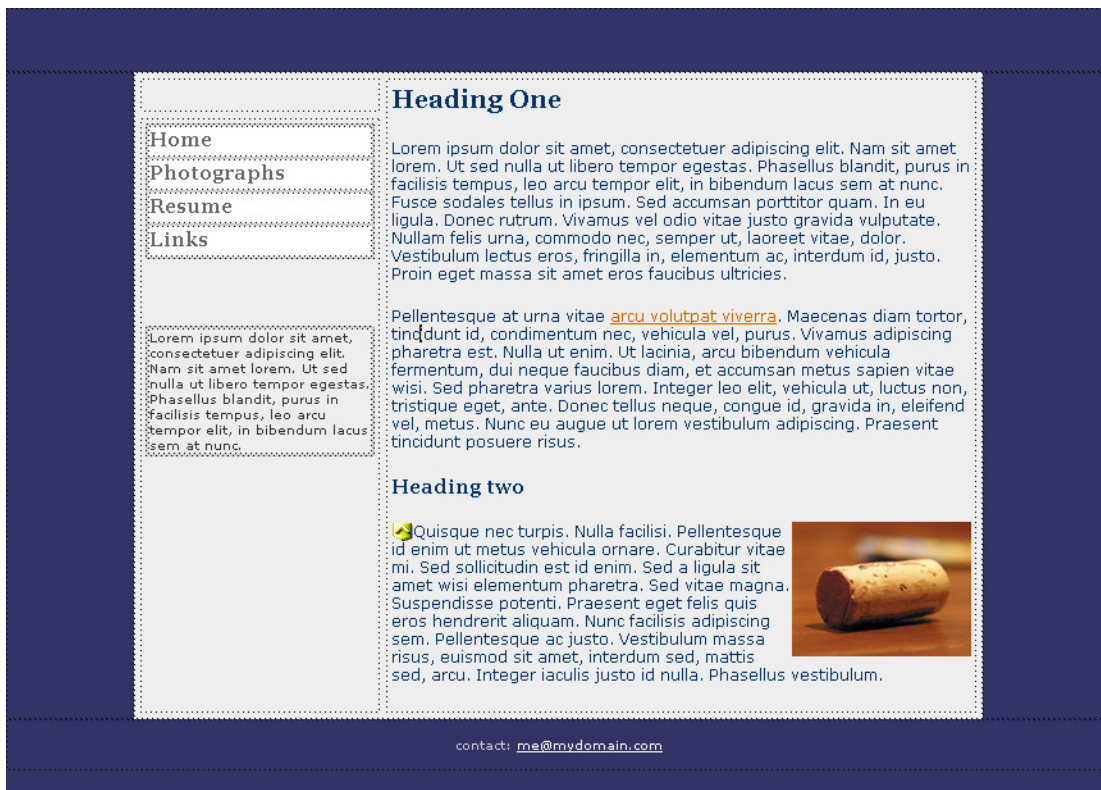 Home
Photographs
Resume
Links
Lorem ipsum dolor sit amet,
consectetuer adipiscing elit.
Nam sit amet lorem. Ut sed
nulla ut libero tempor egestas.
Phasellus blandit, purus in
facilisis tempus, leo arcu
tempor elit, in bibendum lacus
sem at nunc.
Heading One
Lorem ipsum dolor sit amet, consectetuer adipiscing elit. Nam sit amet
lorem. Ut sed nulla ut libero tempor egestas. Phasellus blandit, purus in
facilisis tempus, leo arcu tempor elit, in bibendum lacus sem at nunc.
Fusce sodales tellus in ipsum. Sed accumsan porttitor quam. In eu
ligula. Donec rutrum. Vivamus vel odio vitae justo gravida vulputate.
Nullam felis urna, commodo nec, semper ut, laoreet vitae, dolor.
Vestibulum lectus eros, fringilla in, elementum ac, interdum id, justo.
Proin eget massa sit amet eros faucibus ultricies.
Pellentesque at urna vitae arcu volutpat viverra. Maecenas diam tortor,
tincidunt id, condimentum nec, vehicula vel, purus. Vivamus adipiscing
pharetra est. Nulla ut enim. Ut lacinia, arcu bibendum vehicula
fermentum, dui neque faucibus diam, et accumsan metus sapien vitae
wisi. Sed pharetra varius lorem. Integer leo elit, vehicula ut, luctus non,
tristique eget, ante. Donec tellus neque, congue id, gravida in, eleifend
vel, metus. Nunc eu augue ut lorem vestibulum adipiscing. Praesent
tincidunt posuere risus.
Heading two
Quisque nec turpis. Nulla facilisi. Pellentesque
id enim ut metus vehicula ornare. Curabitur vitae
mi. Sed sollicitudin est id enim. Sed a ligula sit
amet wisi elementum pharetra. Sed vitae magna.
Suspendisse potenti. Praesent eget felis quis
eros hendrerit aliquam. Nunc facilisis adipiscing
sem. Pellentesque ac justo. Vestibulum massa
risus, euismod sit amet, interdum sed, mattis
sed, arcu. Integer iaculis justo id nulla. Phasellus vestibulum.
contact: me@mydomain.com